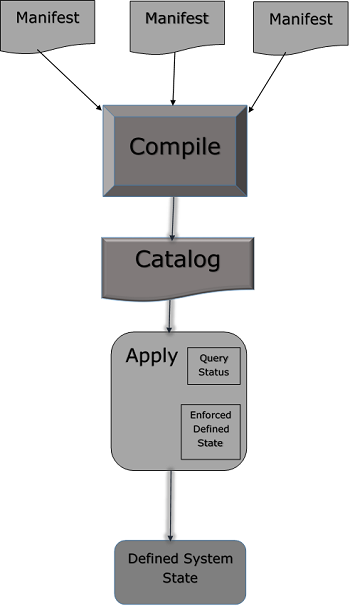 Manifest
Manifest
Manifest
Compile
Catalog
Apply
Query
Status
Enforced
Defined
State
Defined System
State